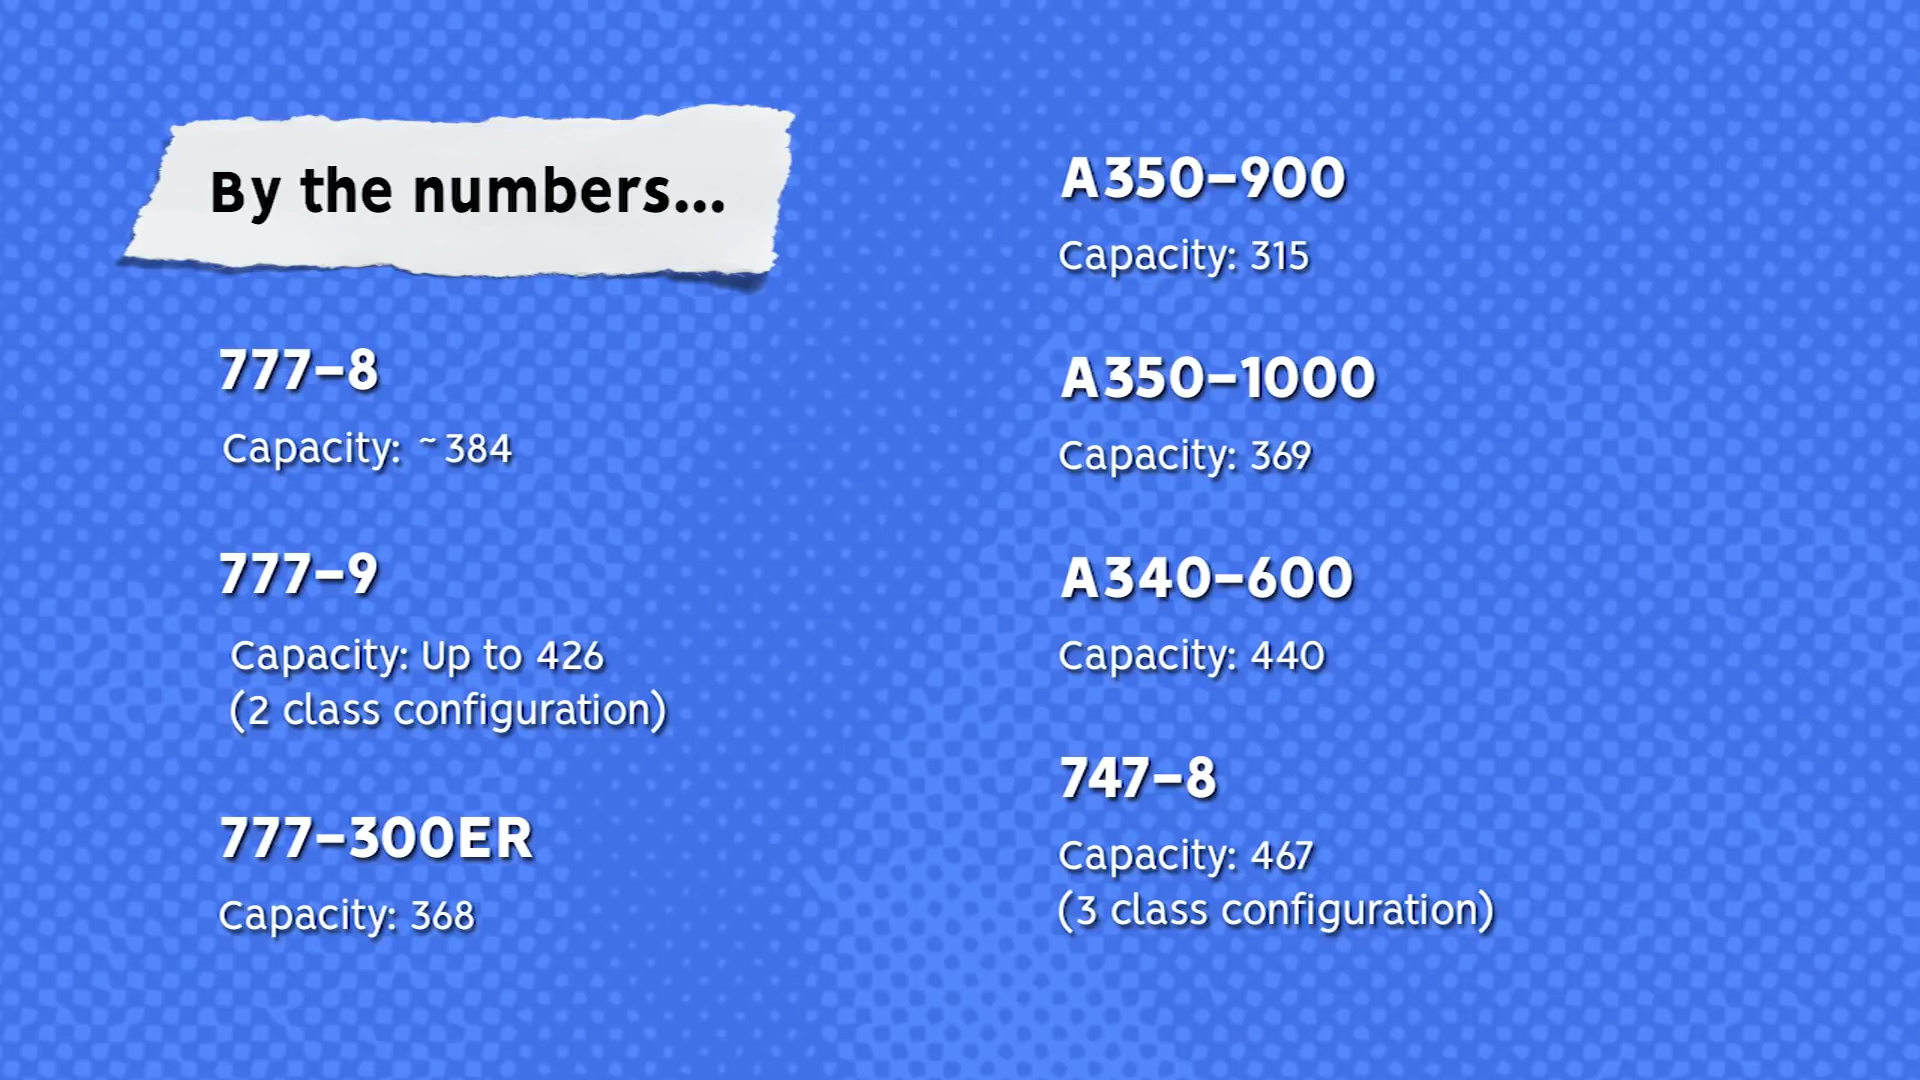 By the numbers...
777-8
Capacity: ~384
777-9
Capacity: Up to 426
(2 class configuration)
777-300ER
Capacity: 368
A350-900
Capacity: 315
A350-1000
Capacity: 369
A340-600
Capacity: 440
747-8
Capacity: 467
(3 class configuration)